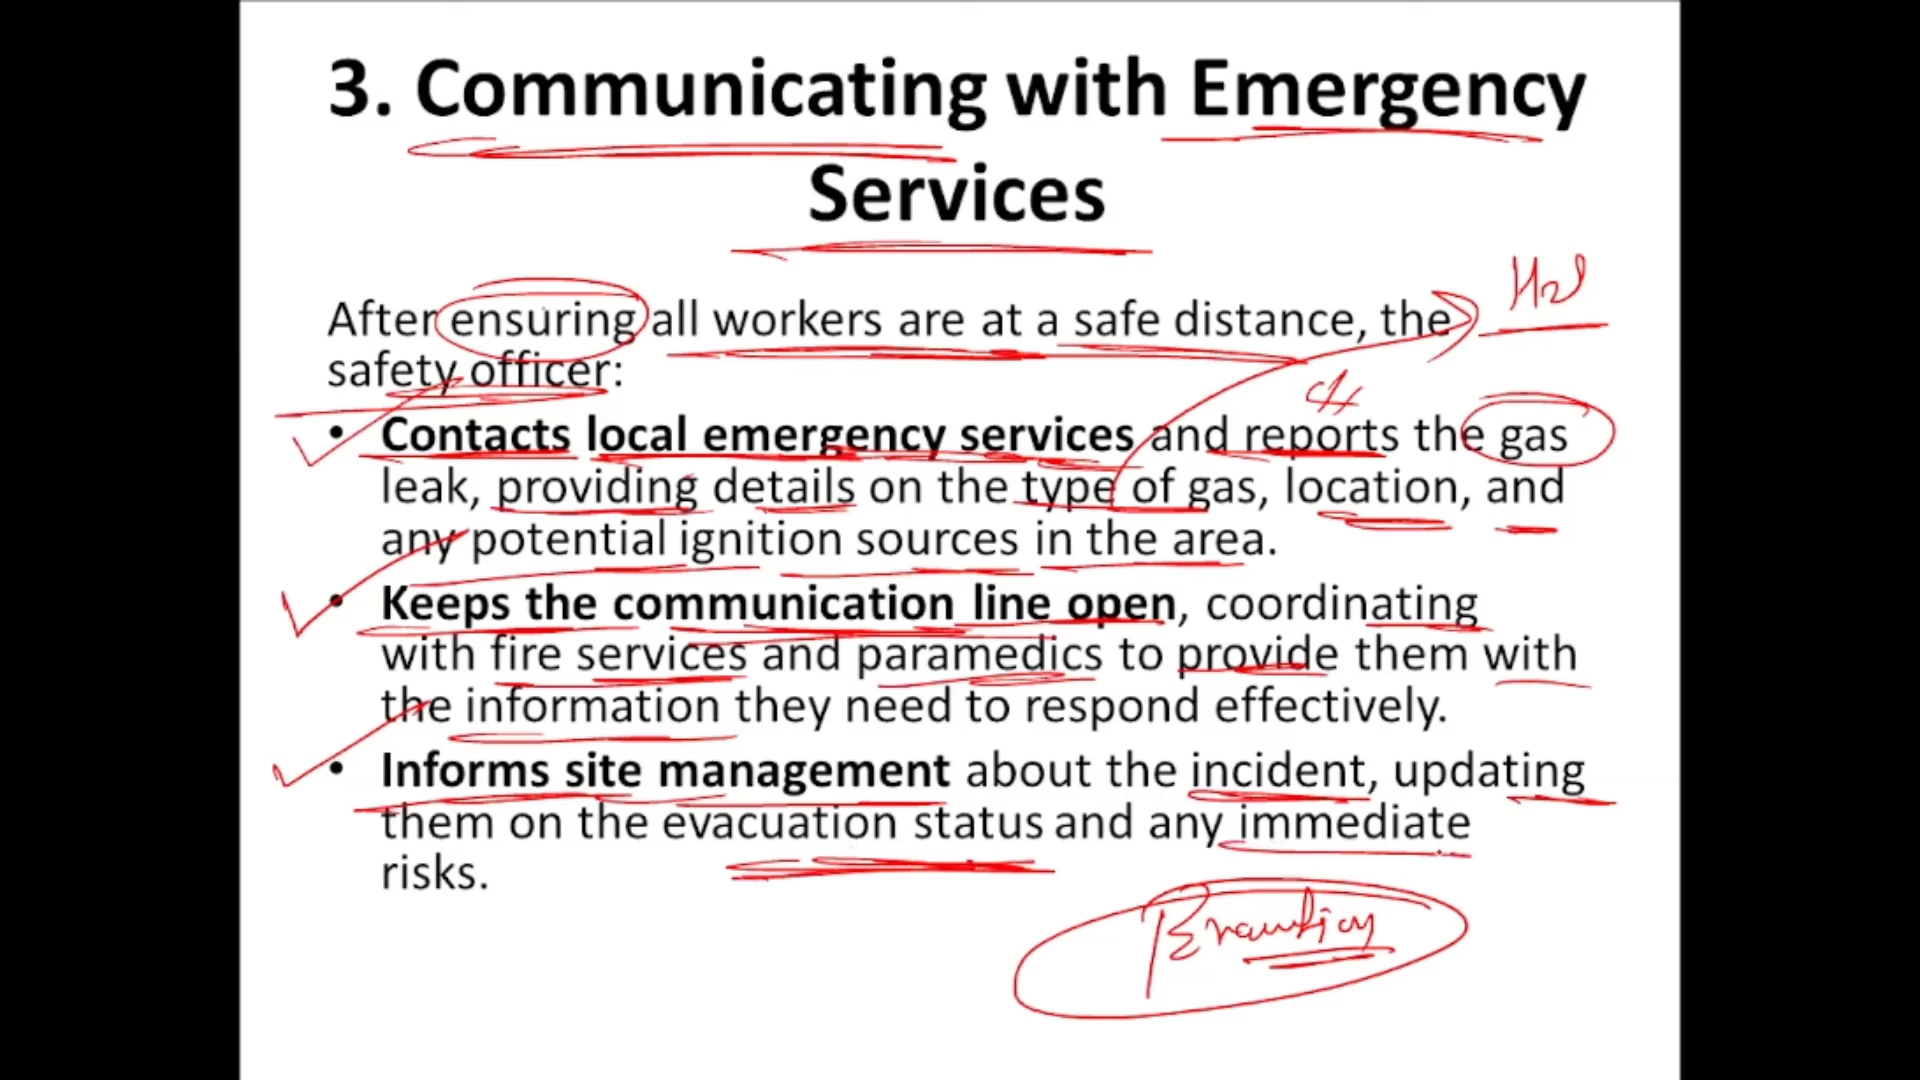 3. Communicating with Emergency
Services
H2S
After ensuring all workers are at a safe distance, the
safety officer:
• Contacts local emergency services and reports the gas
leak, providing details on the type of gas, location, and
any potential ignition sources in the area.
• Keeps the communication line open, coordinating
with fire services and paramedics to provide them with
the information they need to respond effectively.
• Informs site management about the incident, updating
them on the evacuation status and any immediate
risks.